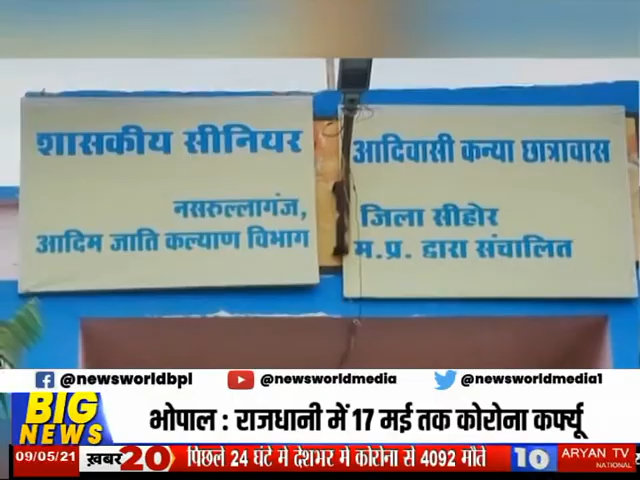 शासकीय सीनियर
आदिवासी कन्या छात्रावास
नसरुल्लागंज,
जिला सीहोर
आदिम जाति कल्याण विभाग
म.प्र. द्वारा संचालित
@newsworldbpl
@newsworldmedia
@newsworldmedia1
BIG
NEWS
भोपाल : राजधानी में 17 मई तक कोरोना कर्फ्यू
09/05/21
ख़बर 20
पिछले 24 घंटे मे देशभर मे कोरोना से 4092 मौतें
10
ARYAN TV
NATIONAL